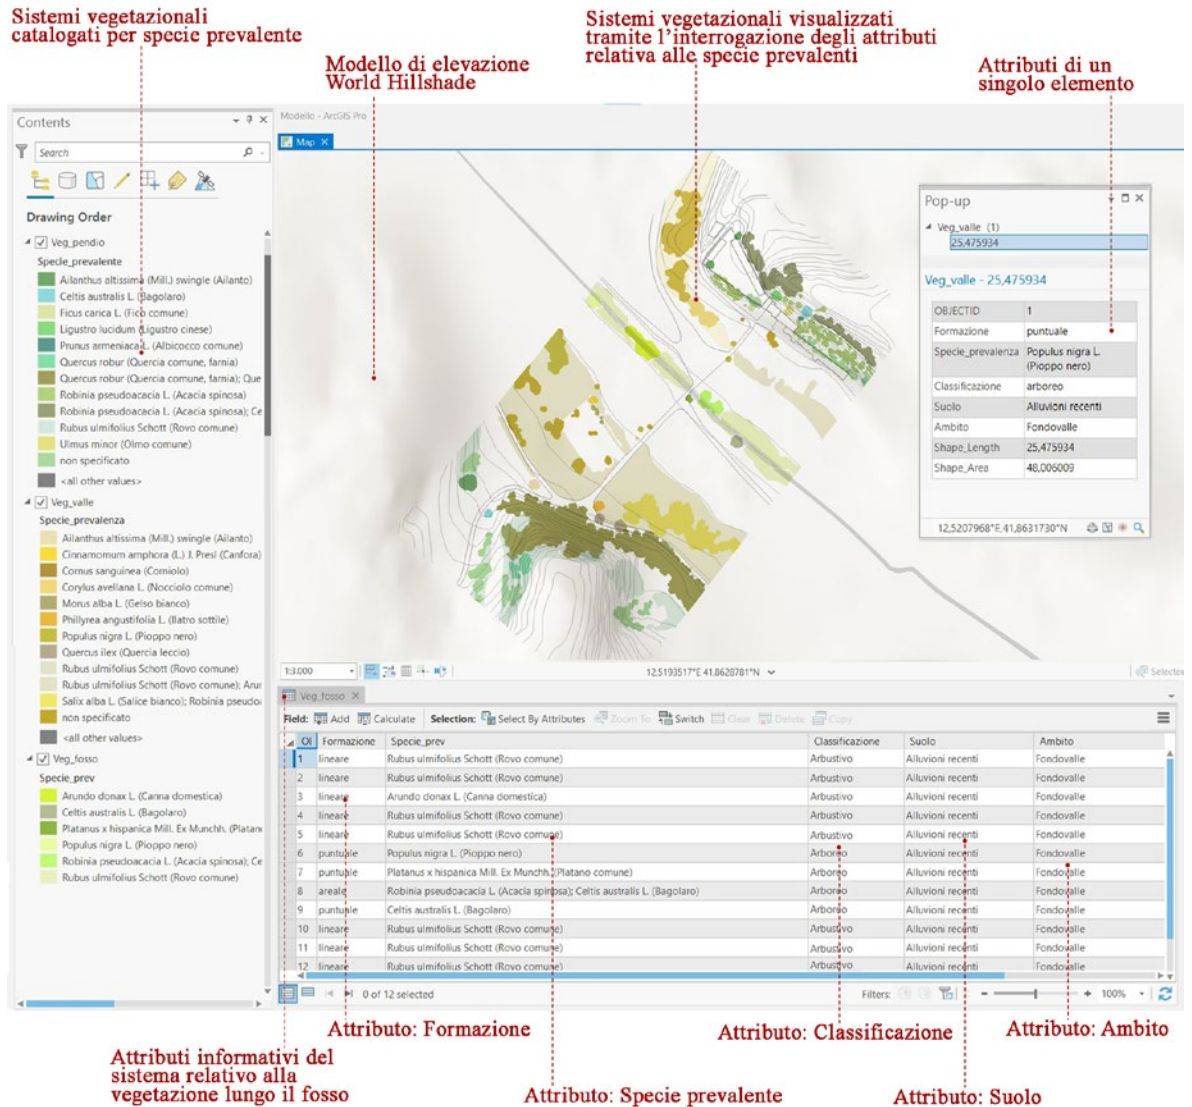 Sistemi vegetazionali
catalogati per specie prevalente
Modello di elevazione
World Hillshade
Sistemi vegetazionali visualizzati
tramite l'interrogazione degli attributi
relativa alle specie prevalenti
Attributi di un
singolo elemento
Contents
Search
Drawing Order
Veg_pendio
Specie_prevalente
Ailanthus altissima (Mill.) swingle (Ailanto)
Celtis australis L. (Bagolaro)
Ficus carica L. (Fico comune)
Ligustro lucidum (Ligustro cinese)
Prunus armeniaca L. (Albicocco comune)
Quercus robur (Quercia comune, farnia)
Quercus robur (Quercia comune, farnia); Que
Robinia pseudoacacia L. (Acacia spinosa)
Robinia pseudoacacia L. (Acacia spinosa); Ce
Rubus ulmifolius Schott (Rovo comune)
Ulmus minor (Olmo comune)
non specificato
<all other values>
Veg_valle
Specie_prevalenza
Ailanthus altissima (Mill.) swingle (Ailanto)
Cinnamomum amphora (L.) J. Presl (Canfora)
Cornus sanguinea (Corniolo)
Corylus avellana L. (Nocciolo comune)
Morus alba L. (Gelso bianco)
Phillyrea angustifolia L. (Ilatro sottile)
Populus nigra L. (Pioppo nero)
Quercus ilex (Quercia leccio)
Rubus ulmifolius Schott (Rovo comune)
Rubus ulmifolius Schott (Rovo comune); Arun
Salix alba L. (Salice bianco); Robinia pseudoa
non specificato
<all other values>
Veg_fosso
Specie_prev
Arundo donax L. (Canna domestica)
Celtis australis L. (Bagolaro)
Platanus x hispanica Mill. Ex Munchh. (Platan
Populus nigra L. (Pioppo nero)
Robinia pseudoacacia L. (Acacia spinosa); Ce
Rubus ulmifolius Schott (Rovo comune)
Modello - ArcGIS Pro
Map
Pop-up
Veg_valle (1)
25,475934
Veg_valle - 25,475934
OBJECTID 1
Formazione puntuale
Specie_prevalenza Populus nigra L.
(Pioppo nero)
Classificazione arboreo
Suolo Alluvioni recenti
Ambito Fondovalle
Shape_Length 25,475934
Shape_Area 48,006009
12,5207968°E,41,8631730°N
1:3.000
12,5193517°E 41,8628781°N
Selected
Veg_fosso
Field: Add Calculate Selection: Select By Attributes Zoom To Switch Clear Delete Copy
OI Formazione Specie_prev Classificazione Suolo Ambito
1 lineare Rubus ulmifolius Schott (Rovo comune) Arbustivo Alluvioni recenti Fondovalle
2 lineare Rubus ulmifolius Schott (Rovo comune) Arbustivo Alluvioni recenti Fondovalle
3 lineare Arundo donax L. (Canna domestica) Arbustivo Alluvioni recenti Fondovalle
4 lineare Rubus ulmifolius Schott (Rovo comune) Arbustivo Alluvioni recenti Fondovalle
5 lineare Rubus ulmifolius Schott (Rovo comune) Arbustivo Alluvioni recenti Fondovalle
6 puntuale Populus nigra L. (Pioppo nero) Arboreo Alluvioni recenti Fondovalle
7 puntuale Platanus x hispanica Mill. Ex Munchh. (Platano comune) Arboreo Alluvioni recenti Fondovalle
8 areale Robinia pseudoacacia L. (Acacia spinosa); Celtis australis L. (Bagolaro) Arboreo Alluvioni recenti Fondovalle
9 puntuale Celtis australis L. (Bagolaro) Arboreo Alluvioni recenti Fondovalle
10 lineare Rubus ulmifolius Schott (Rovo comune) Arbustivo Alluvioni recenti Fondovalle
11 lineare Rubus ulmifolius Schott (Rovo comune) Arbustivo Alluvioni recenti Fondovalle
12 lineare Rubus ulmifolius Schott (Rovo comune) Arbustivo Alluvioni recenti Fondovalle
0 of 12 selected
Filters:
100%
Attributo: Formazione
Attributo: Classificazione
Attributo: Ambito
Attributi informativi del
sistema relativo alla
vegetazione lungo il fosso
Attributo: Specie prevalente
Attributo: Suolo